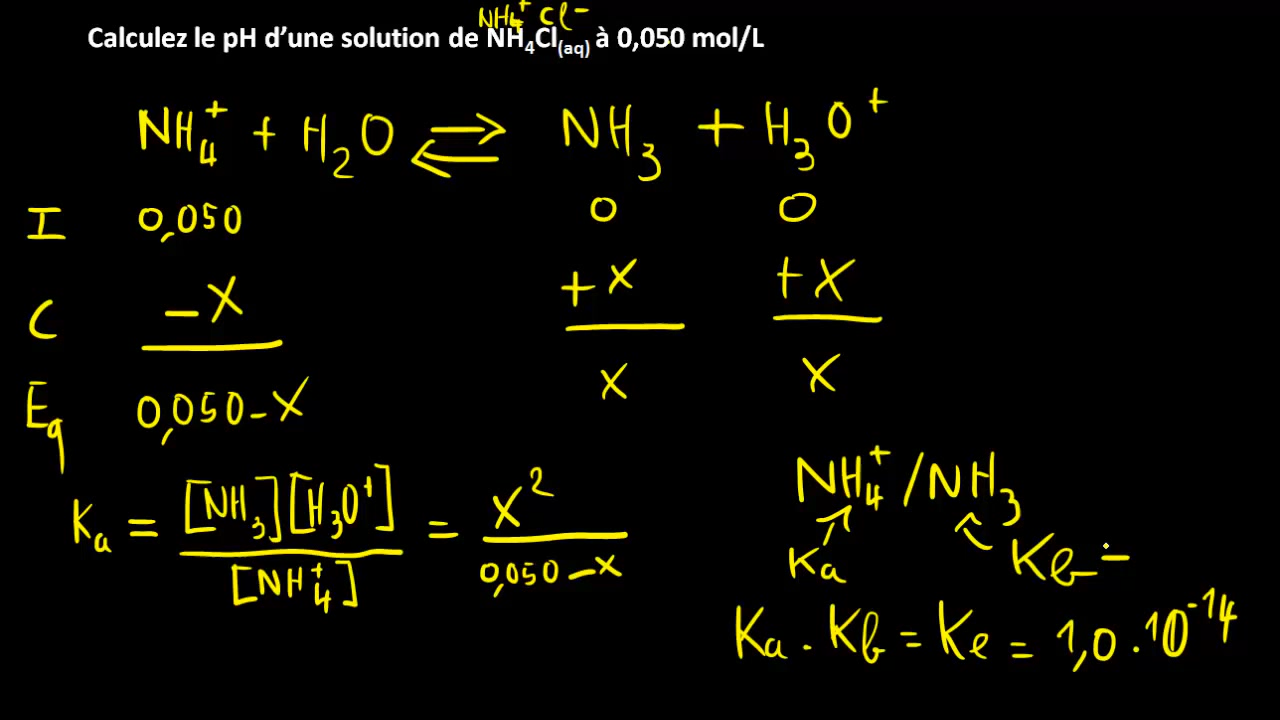 NH₄⁺ Cl⁻
Calculez le pH d’une solution de NH₄Cl₍aq₎ à 0,050 mol/L
NH₄⁺ + H₂O ⇌ NH₃ + H₃O⁺
I 0,050 0 0
C – x + x + x
Eq 0,050 – x x x
Ka = [NH₃][H₃O⁺] / [NH₄⁺] = x² / 0,050 – x
NH₄⁺ / NH₃
Ka Kb =
Ka . Kb = Ke = 1,0 . 10⁻¹⁴